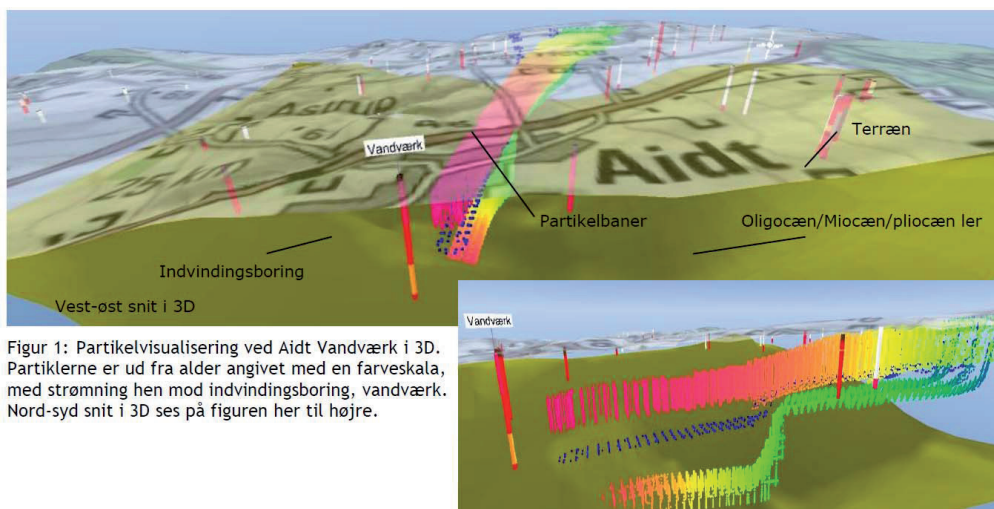 Astrup
Vandværk
Aidt
Terræn
Partikelbaner
Oligocæn/Miocæn/pliocæn ler
Indvindingsboring
Vest-øst snit i 3D
Vandværk
Figur 1: Partikelvisualisering ved Aidt Vandværk i 3D.
Partiklerne er ud fra alder angivet med en farveskala,
med strømning hen mod indvindingsboring, vandværk.
Nord-syd snit i 3D ses på figuren her til højre.